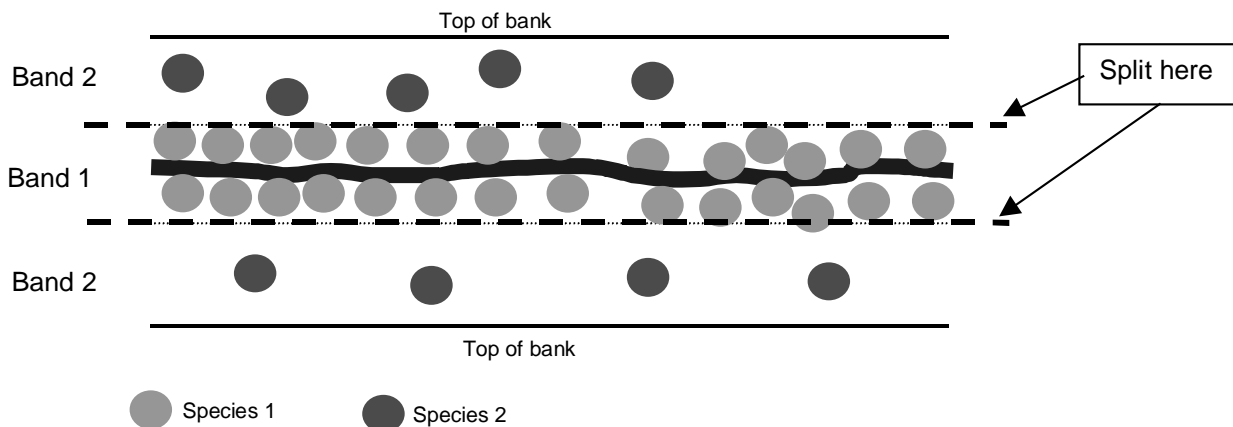 Top of bank
Band 2
Split here
Band 1
Band 2
Top of bank
Species 1
Species 2